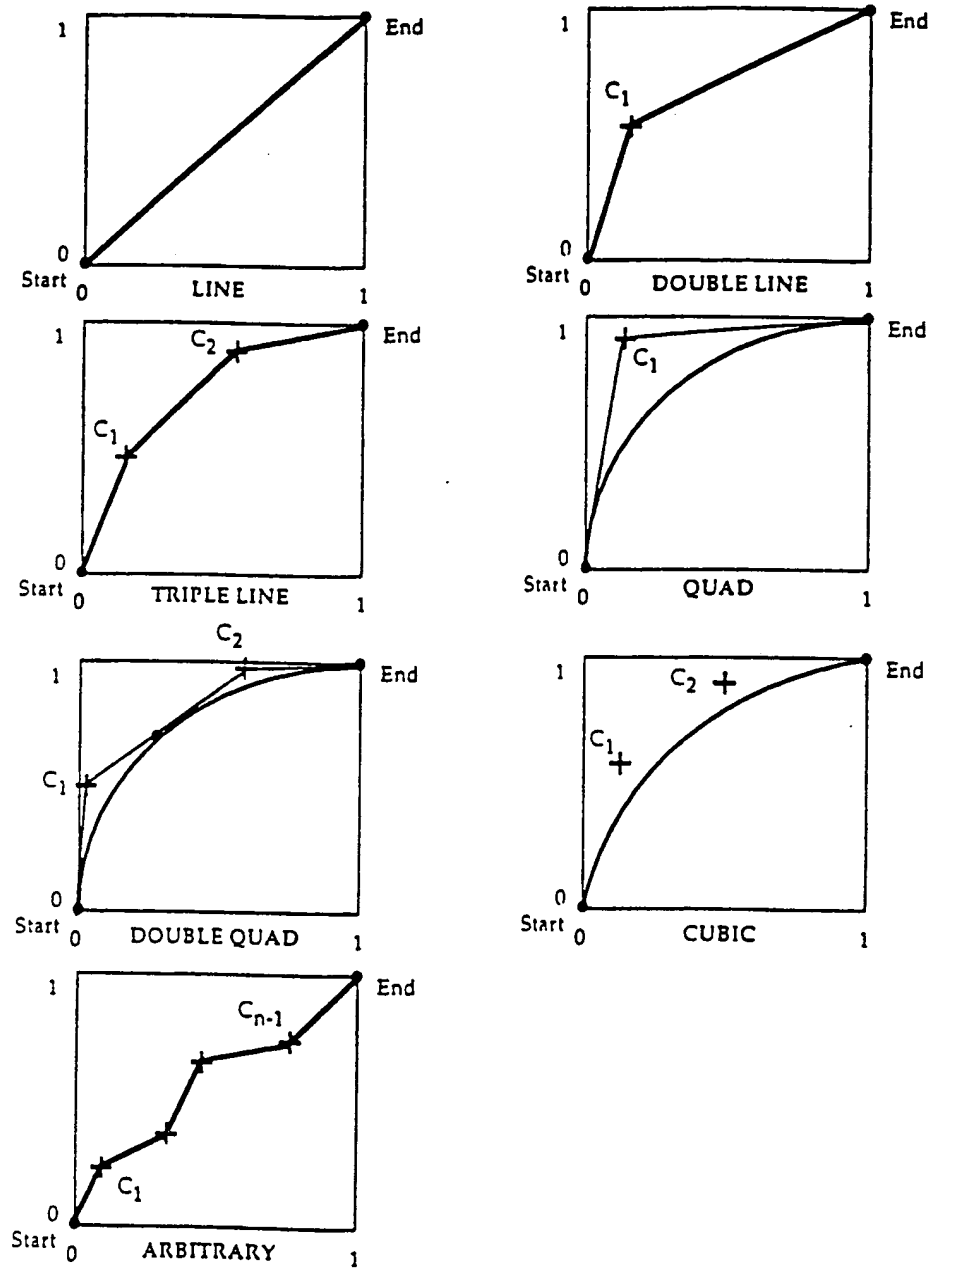 1
End
0
Start
0
LINE
1
1
End
C1
0
Start
0
DOUBLE LINE
1
1
End
C2
C1
0
Start
0
TRIPLE LINE
1
1
End
C1
0
Start
0
QUAD
1
C2
1
End
C1
0
Start
0
DOUBLE QUAD
1
1
End
C2
C1
0
Start
0
CUBIC
1
1
End
Cn-1
C1
0
Start
0
ARBITRARY
1